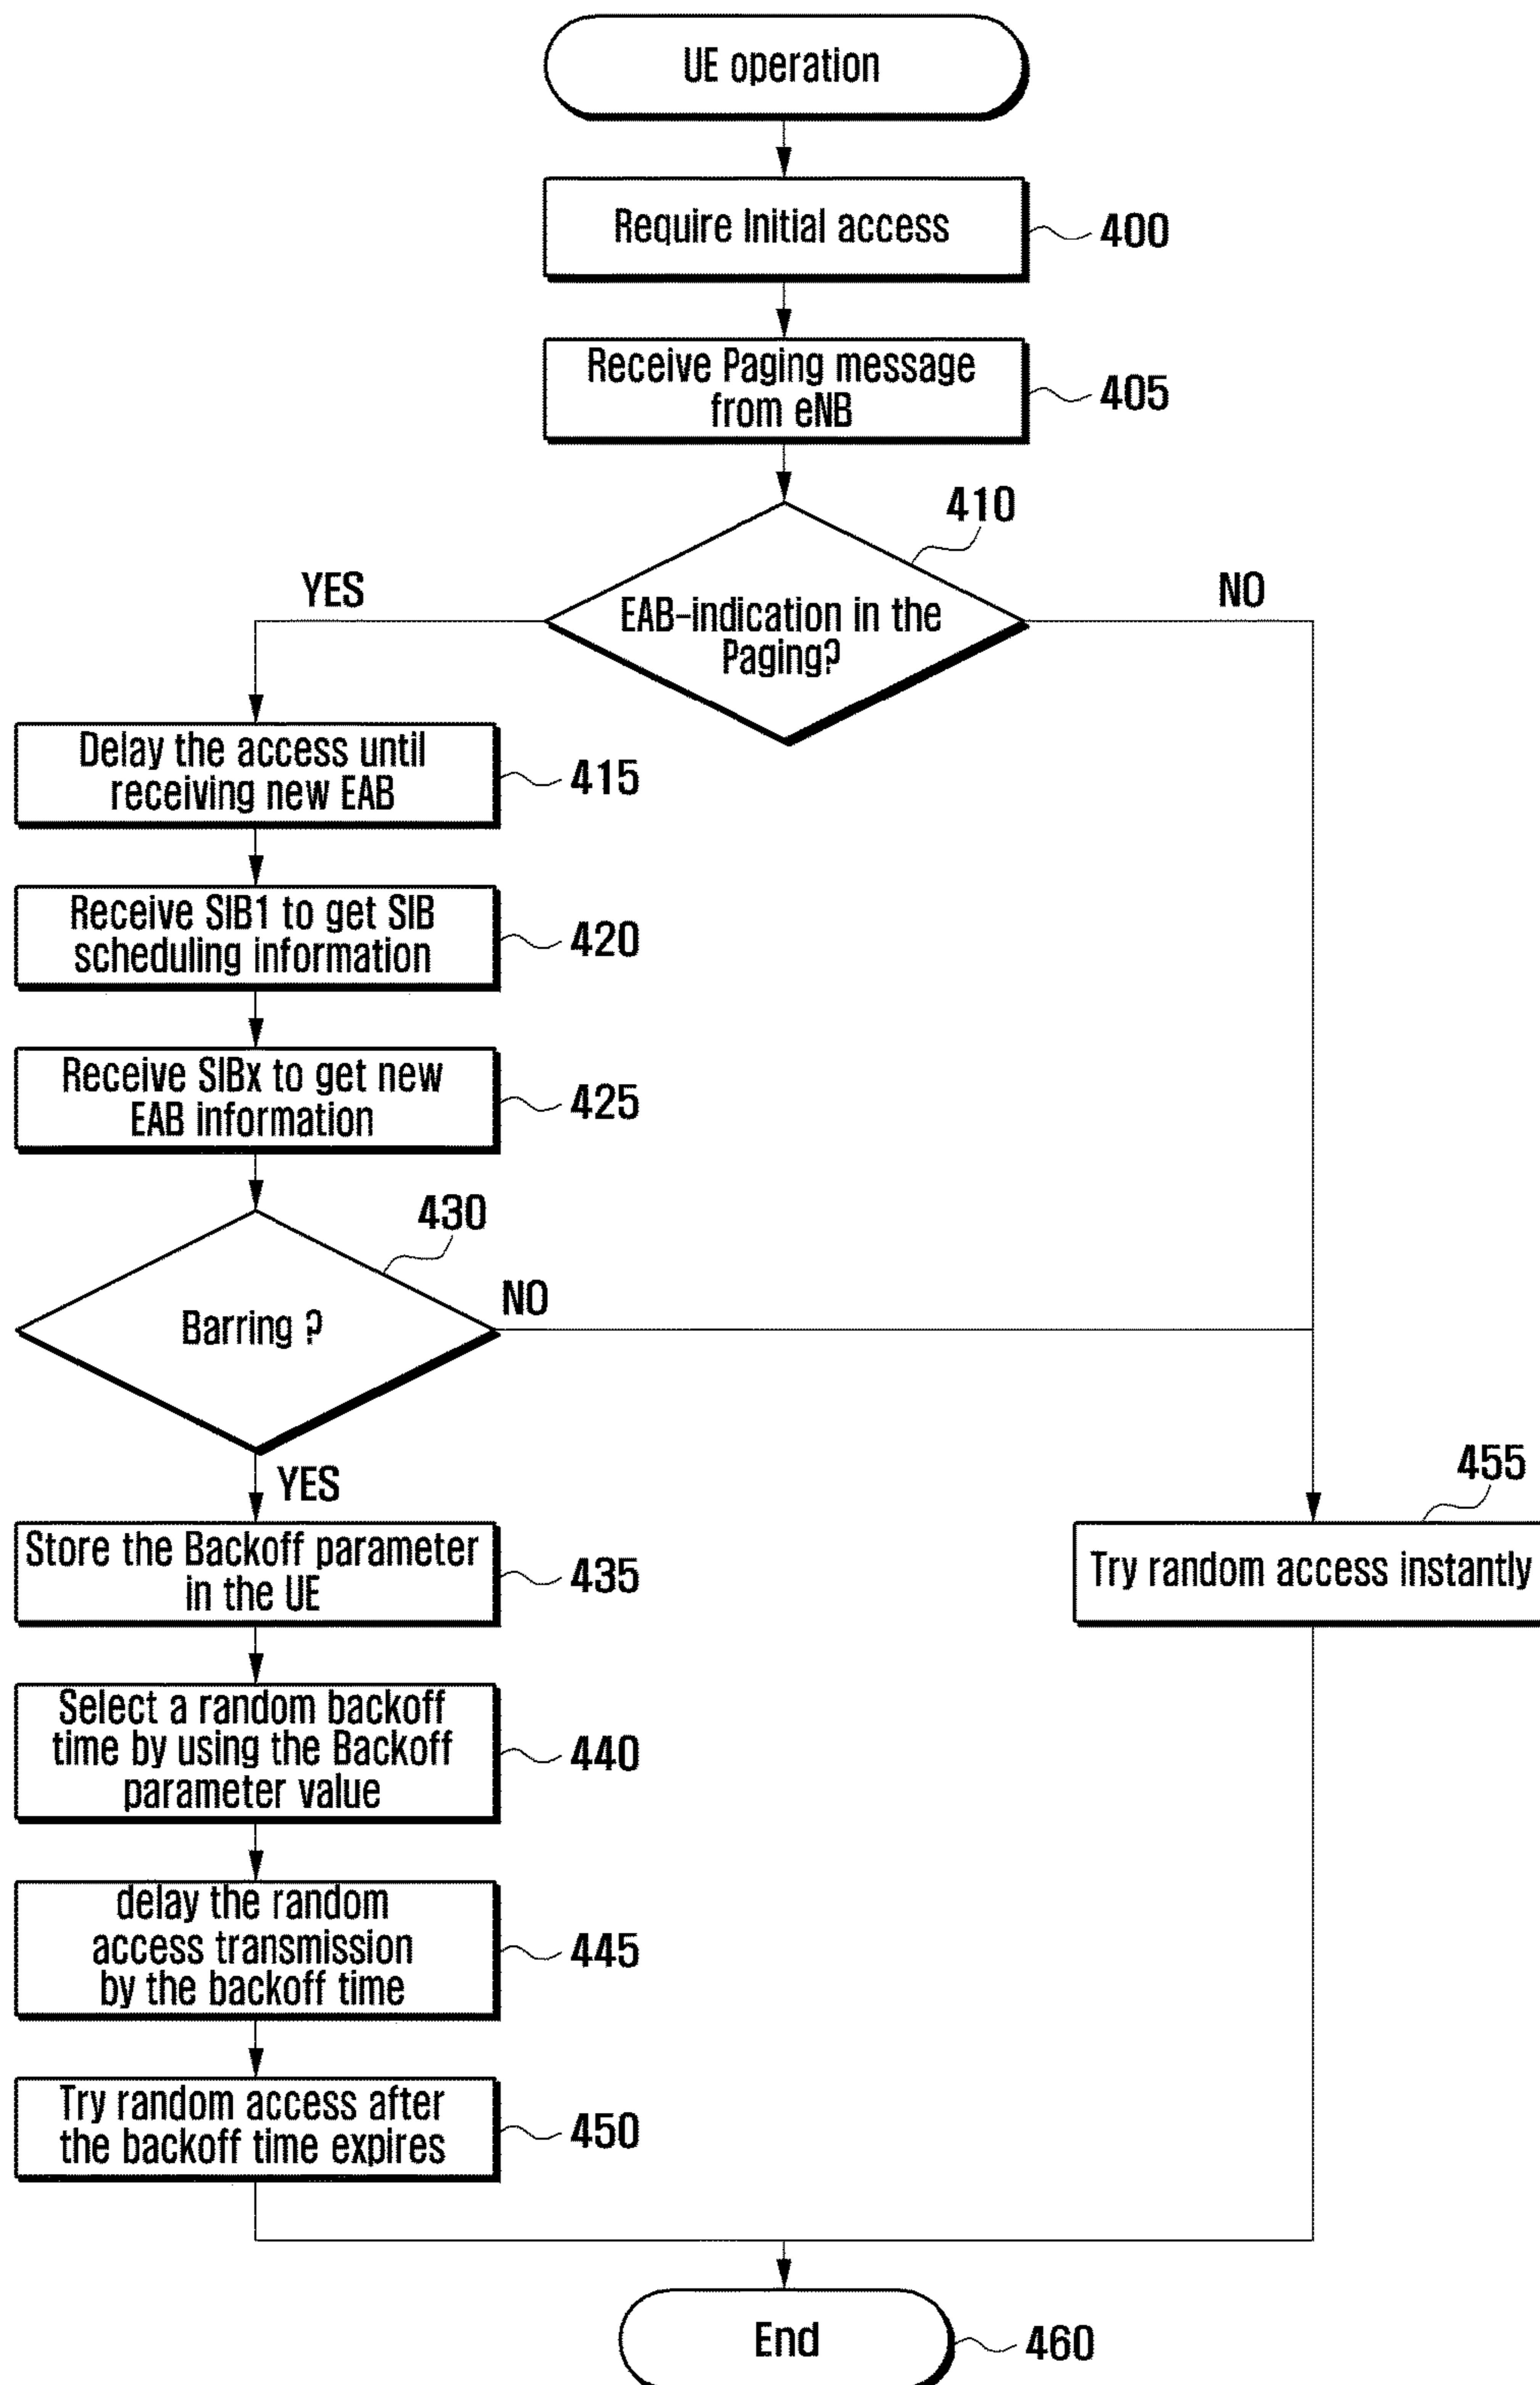 UE operation
Require Initial access
400
Receive Paging message
from eNB
405
410
YES
NO
EAB-indication in the
Paging?
Delay the access until
receiving new EAB
415
Receive SIB1 to get SIB
scheduling information
420
Receive SIBx to get new
EAB information
425
430
Barring ?
NO
YES
455
Store the Backoff parameter
in the UE
435
Try random access instantly
Select a random backoff
time by using the Backoff
parameter value
440
delay the random
access transmission
by the backoff time
445
Try random access after
the backoff time expires
450
End
460